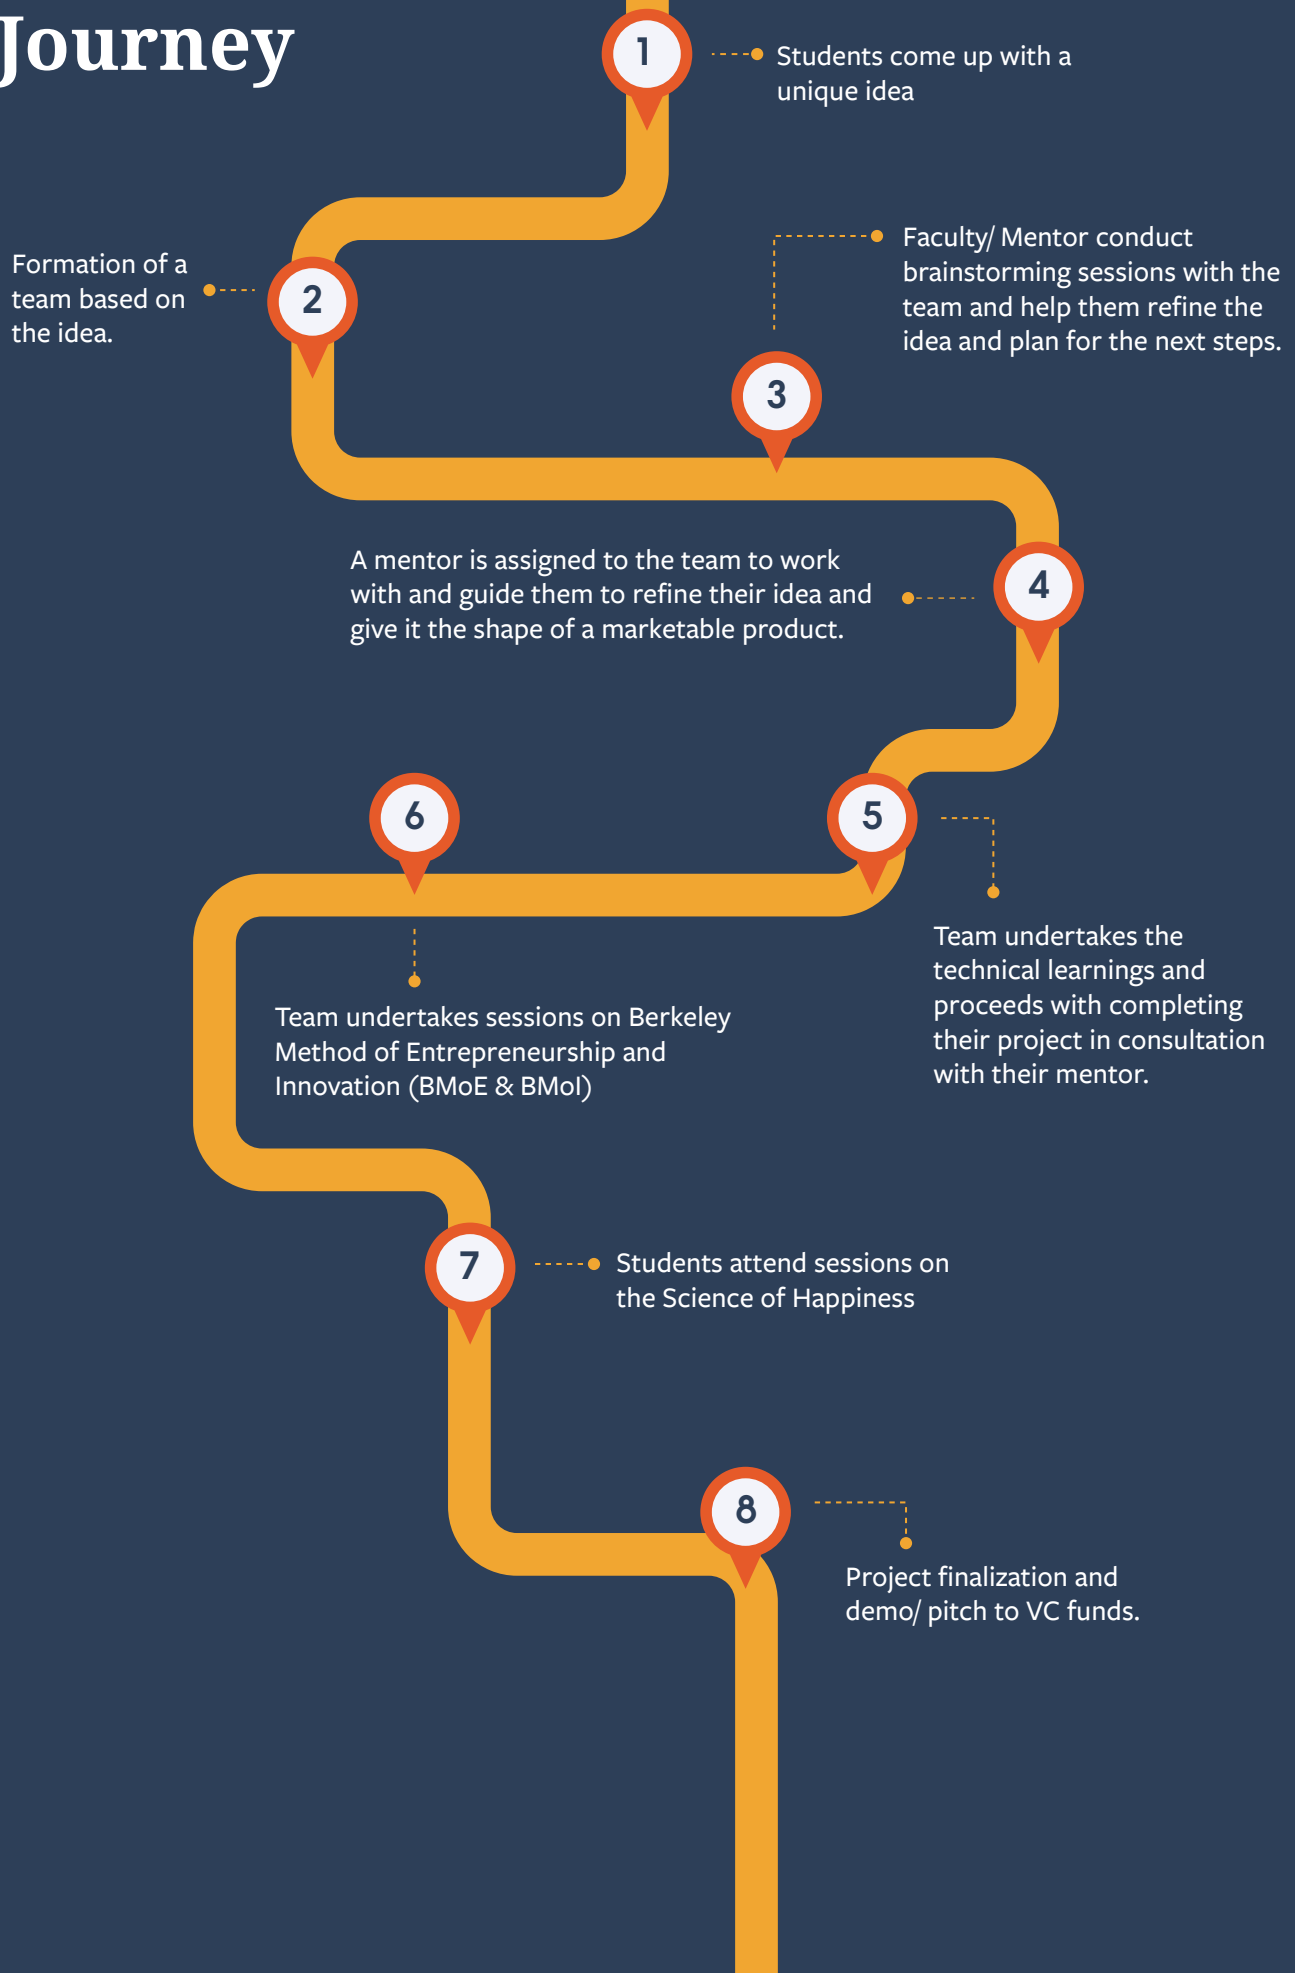 Journey
1
Students come up with a
unique idea
2
Formation of a
team based on
the idea.
3
Faculty/ Mentor conduct
brainstorming sessions with the
team and help them refine the
idea and plan for the next steps.
4
A mentor is assigned to the team to work
with and guide them to refine their idea and
give it the shape of a marketable product.
5
Team undertakes the
technical learnings and
proceeds with completing
their project in consultation
with their mentor.
6
Team undertakes sessions on Berkeley
Method of Entrepreneurship and
Innovation (BMoE & BMoI)
7
Students attend sessions on
the Science of Happiness
8
Project finalization and
demo/ pitch to VC funds.